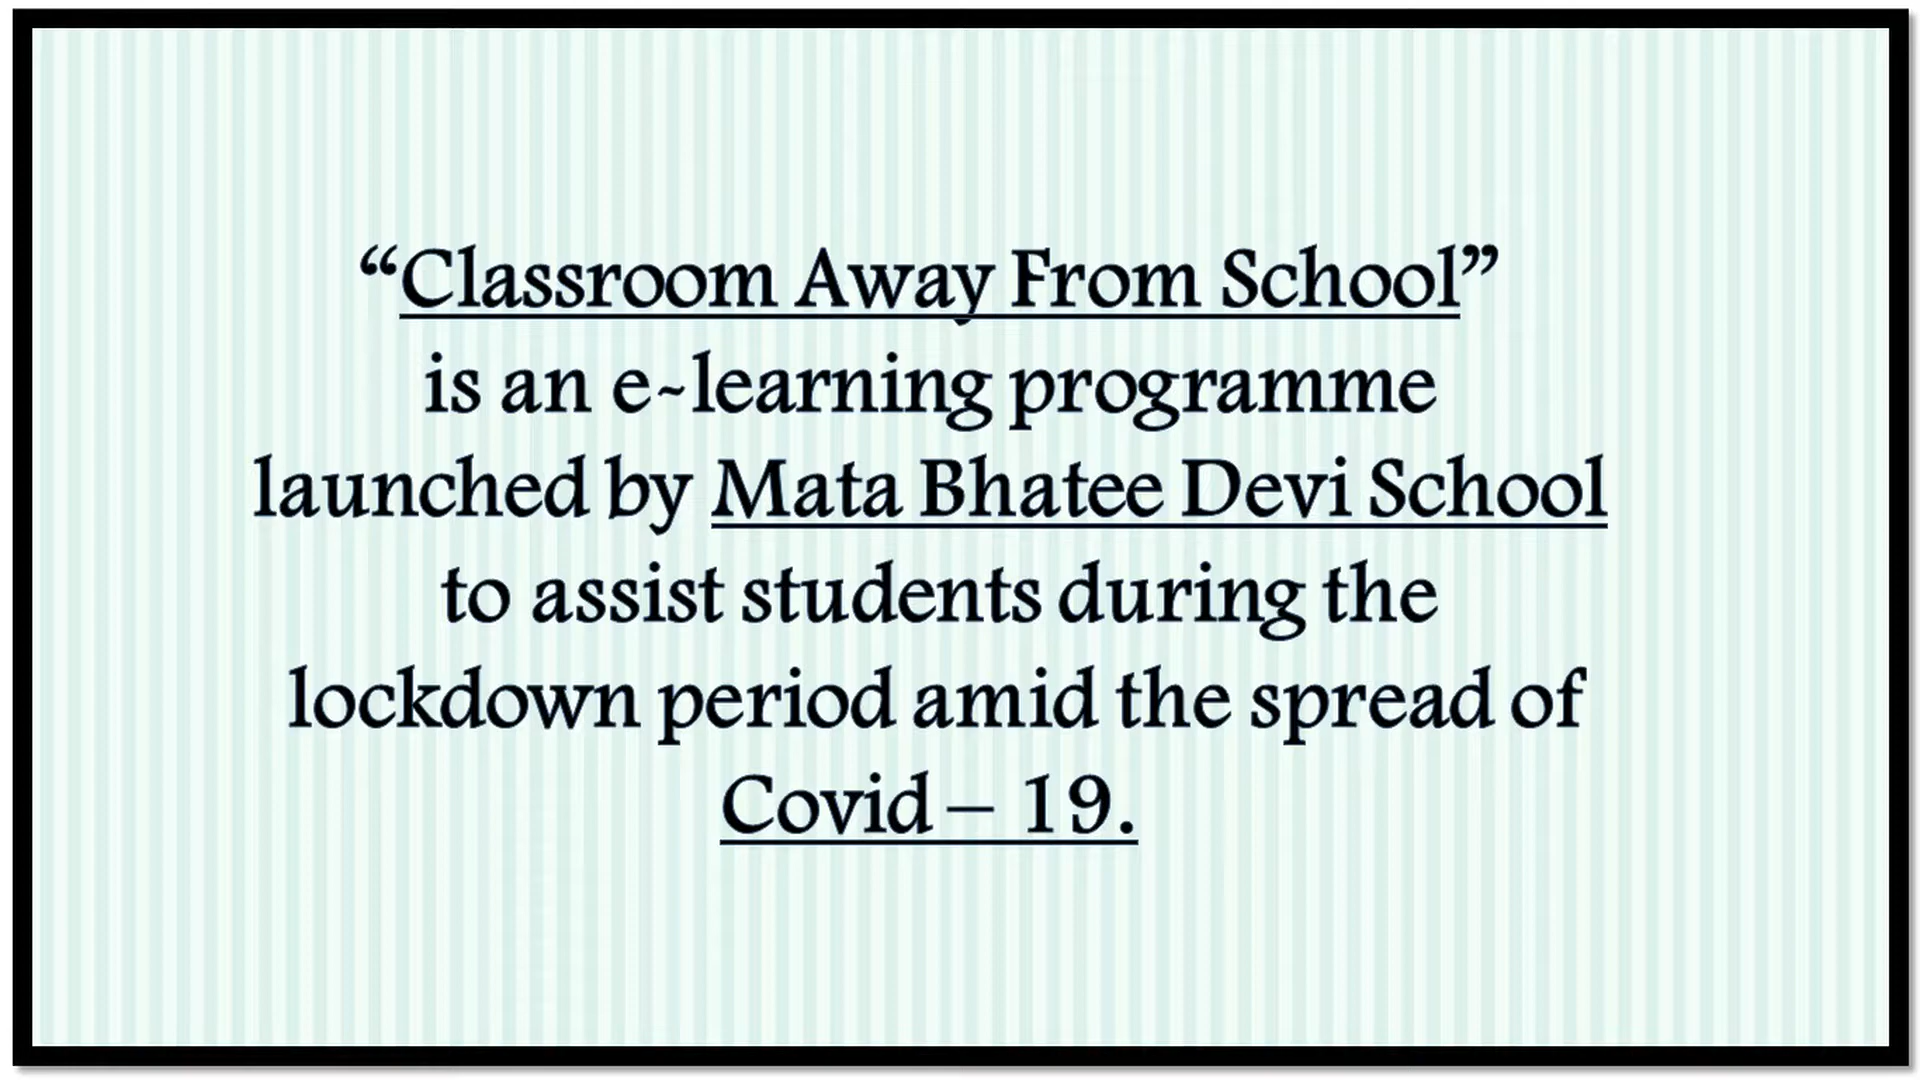 “Classroom Away From School”
is an e-learning programme
launched by Mata Bhatee Devi School
to assist students during the
lockdown period amid the spread of
Covid – 19.